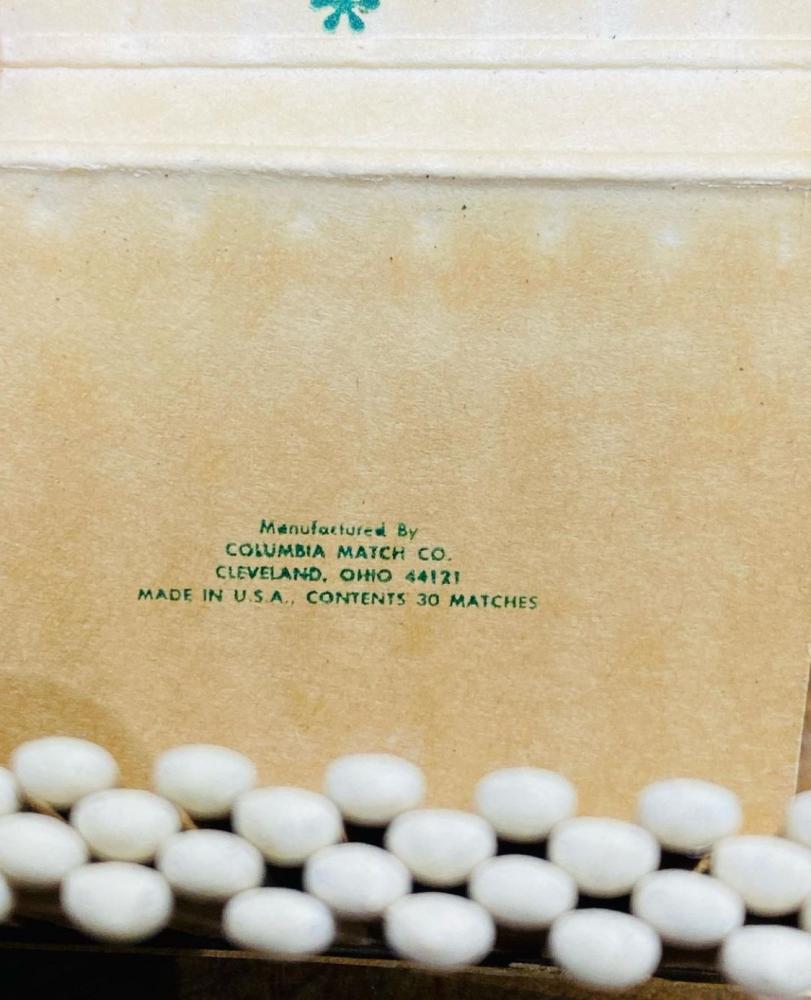 Manufactured By
COLUMBIA MATCH CO.
CLEVELAND, OHIO 44121
MADE IN U.S.A., CONTENTS 30 MATCHES